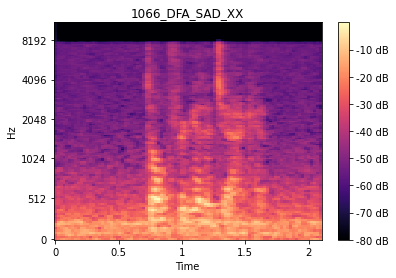 1066_DFA_SAD_XX
8192
4096
2048
1024
512
0
Hz
0
0.5
1
1.5
2
Time
-10 dB
-20 dB
-30 dB
-40 dB
-50 dB
-60 dB
-70 dB
-80 dB